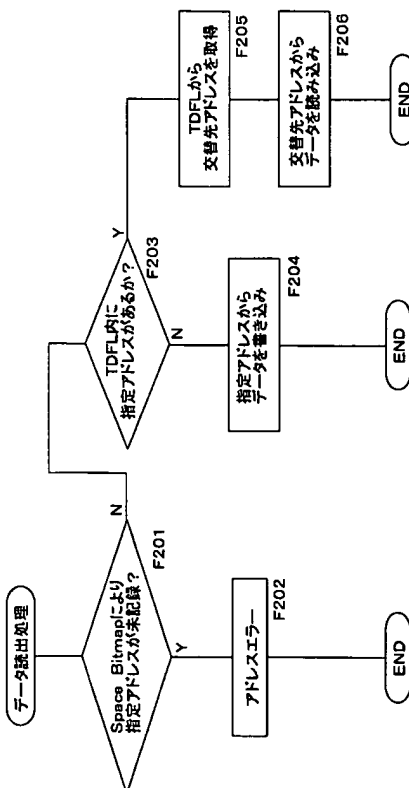 データ読出処理
Space Bitmapにより
指定アドレスが未記録？
F201
N
Y
アドレスエラー
F202
END
TDFL内に
指定アドレスがあるか？
F203
Y
N
指定アドレスから
データを書き込み
F204
END
TDFLから
交替先アドレスを取得
F205
交替先アドレスから
データを読み込み
F206
END